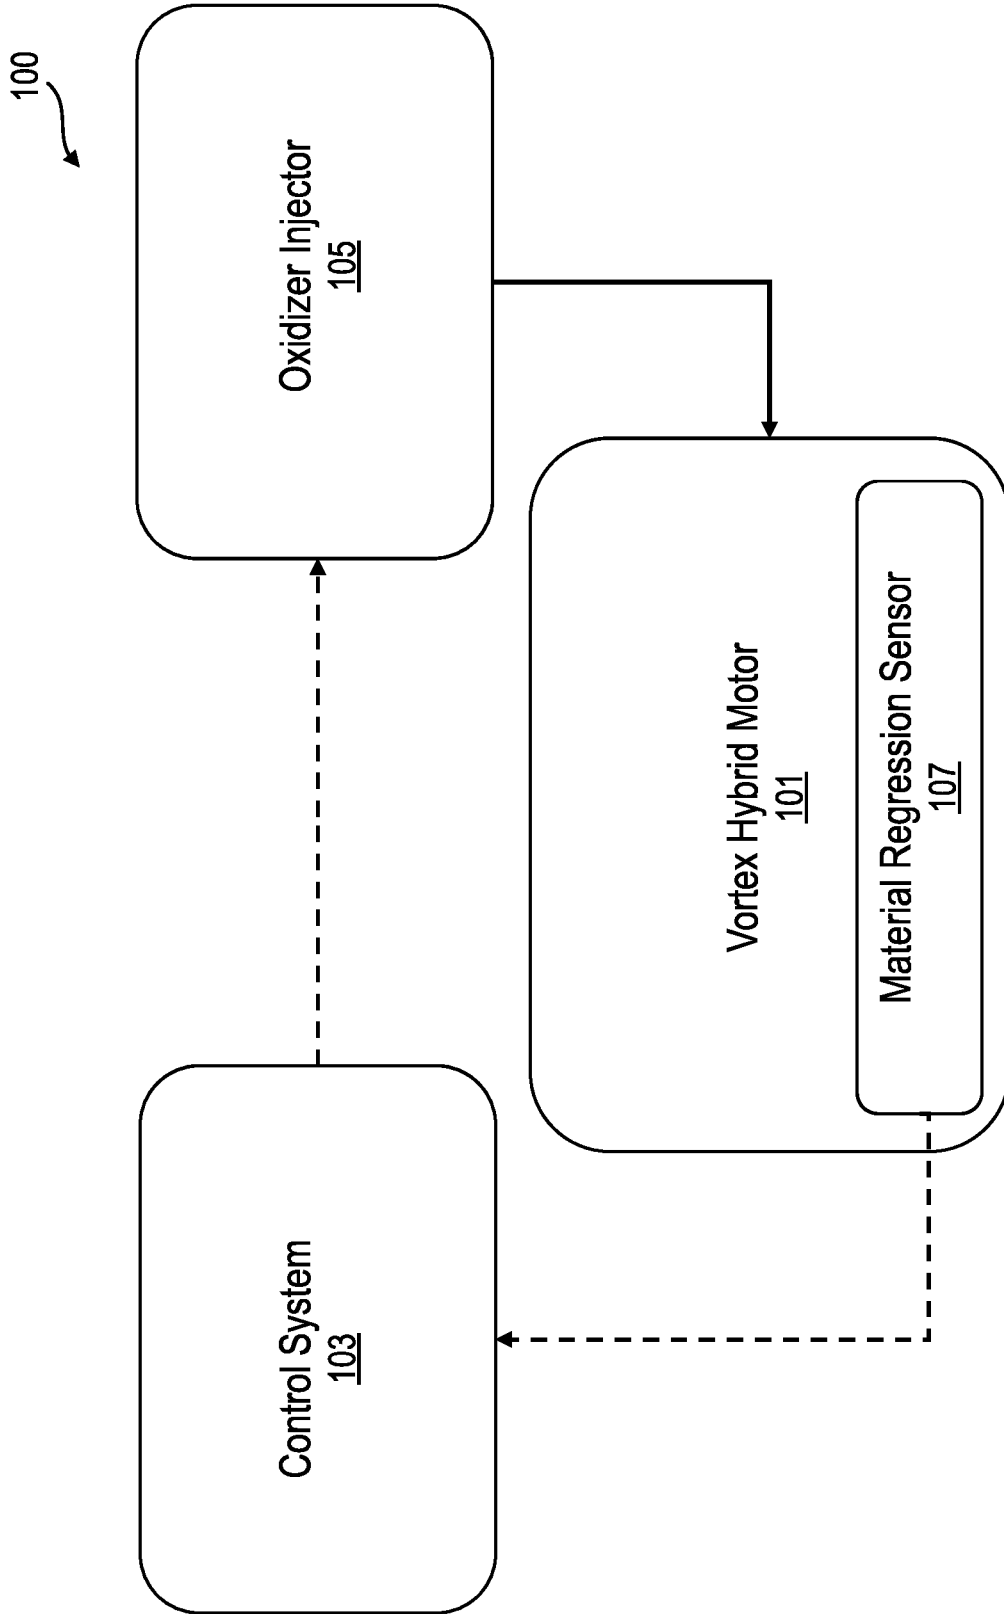 100
Control System
103
Oxidizer Injector
105
Vortex Hybrid Motor
101
Material Regression Sensor
107